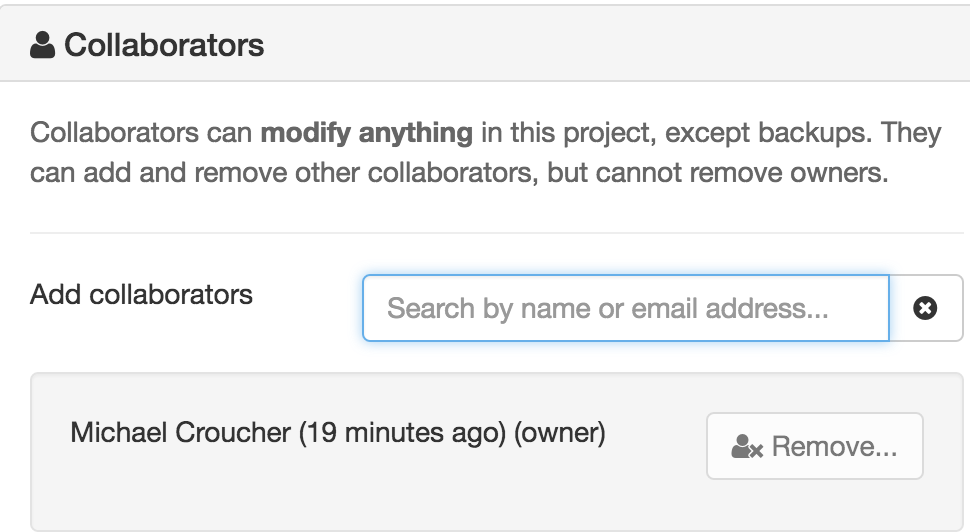 Collaborators
Collaborators can modify anything in this project, except backups. They
can add and remove other collaborators, but cannot remove owners.
Add collaborators
Search by name or email address...
Michael Croucher (19 minutes ago) (owner)
Remove...